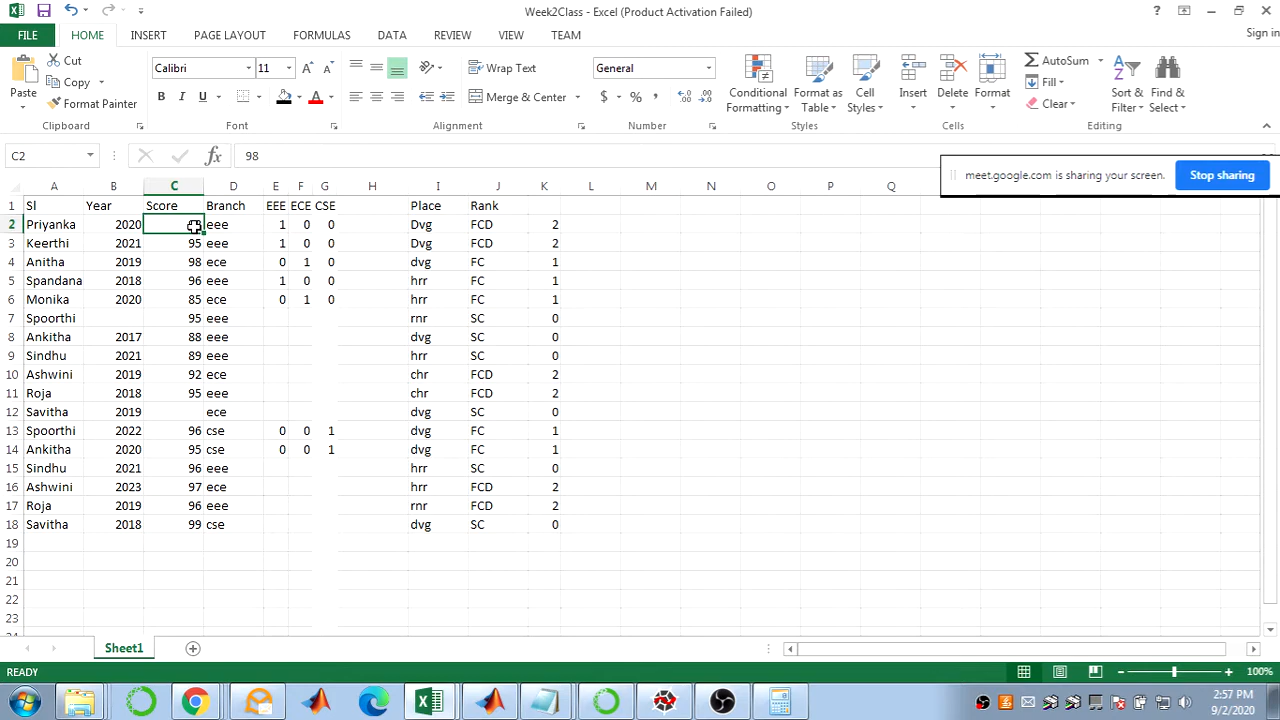 Week2Class - Excel (Product Activation Failed)
?
FILE HOME INSERT PAGE LAYOUT FORMULAS DATA REVIEW VIEW TEAM Sign in
Paste Cut Copy Format Painter
Calibri 11 A A B I U A
Wrap Text Merge & Center
General $ % ,
Conditional Formatting Format as Table Cell Styles
Insert Delete Format
AutoSum Fill Clear Sort & Filter Find & Select
Clipboard Font Alignment Number Styles Cells Editing
C2 fx 98
meet.google.com is sharing your screen. Stop sharing
A B C D E F G H I J K L M N O P Q
1 Sl Year Score Branch EEE ECE CSE Place Rank
2 Priyanka 2020 eee 1 0 0 Dvg FCD 2
3 Keerthi 2021 95 eee 1 0 0 Dvg FCD 2
4 Anitha 2019 98 ece 0 1 0 dvg FC 1
5 Spandana 2018 96 eee 1 0 0 hrr FC 1
6 Monika 2020 85 ece 0 1 0 hrr FC 1
7 Spoorthi 95 eee rnr SC 0
8 Ankitha 2017 88 eee dvg SC 0
9 Sindhu 2021 89 eee hrr SC 0
10 Ashwini 2019 92 ece chr FCD 2
11 Roja 2018 95 eee chr FCD 2
12 Savitha 2019 ece dvg SC 0
13 Spoorthi 2022 96 cse 0 0 1 dvg FC 1
14 Ankitha 2020 95 cse 0 0 1 dvg FC 1
15 Sindhu 2021 96 eee hrr SC 0
16 Ashwini 2023 97 ece hrr FCD 2
17 Roja 2019 96 eee rnr FCD 2
18 Savitha 2018 99 cse dvg SC 0
19
20
21
22
23
Sheet1
READY 100%
2:57 PM
9/2/2020